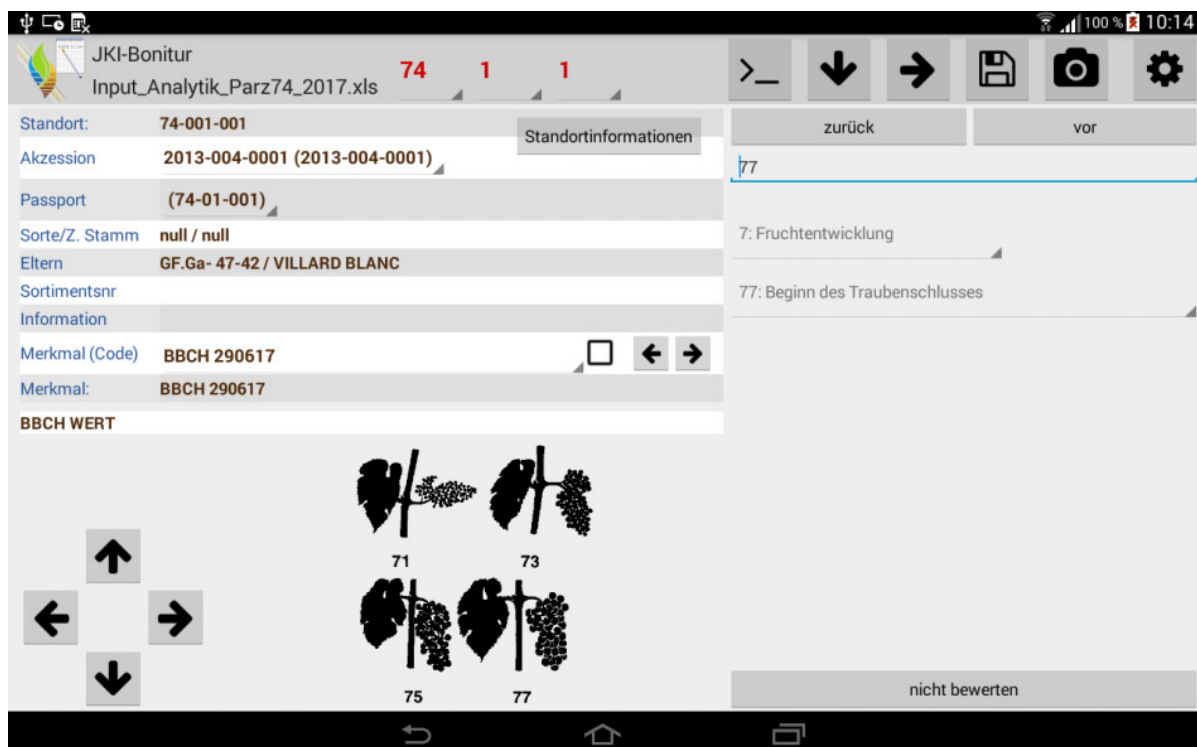 100 % 10:14
JKI-Bonitur
Input_Analytik_Parz74_2017.xls
74 1 1
>_
Standort: 74-001-001
Standortinformationen
Akzession 2013-004-0001 (2013-004-0001)
Passport (74-01-001)
Sorte/Z. Stamm null / null
Eltern GF.Ga- 47-42 / VILLARD BLANC
Sortimentsnr
Information
Merkmal (Code) BBCH 290617
Merkmal: BBCH 290617
BBCH WERT
71 73
75 77
zurück vor
77
7: Fruchtentwicklung
77: Beginn des Traubenschlusses
nicht bewerten